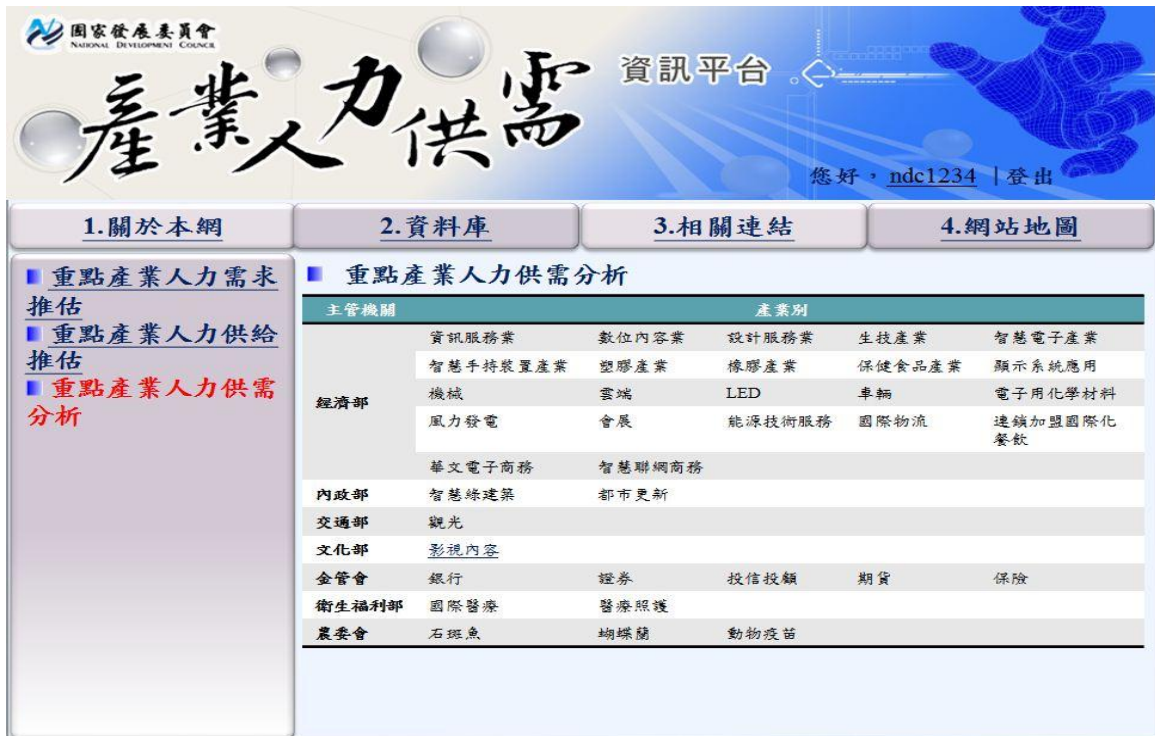 國家發展委員會
NATIONAL DEVELOPMENT COUNCIL
產業人力供需 資訊平台
您好，ndc1234 | 登出
1.關於本網 2.資料庫 3.相關連結 4.網站地圖
重點產業人力需求
推估
重點產業人力供給
推估
重點產業人力供需
分析
重點產業人力供需分析
主管機關 產業別
資訊服務業 數位內容業 設計服務業 生技產業 智慧電子產業
智慧手持裝置產業 塑膠產業 橡膠產業 保健食品產業 顯示系統應用
經濟部 機械 雲端 LED 車輛 電子用化學材料
風力發電 會展 能源技術服務 國際物流 連鎖加盟國際化
餐飲
華文電子商務 智慧聯網商務
內政部 智慧綠建築 都市更新
交通部 觀光
文化部 影視內容
金管會 銀行 證券 投信投顧 期貨 保險
衛生福利部 國際醫療 醫療照護
農委會 石斑魚 蝴蝶蘭 動物疫苗